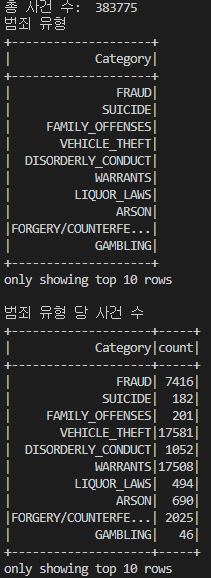 총 사건 수:  383775
범죄 유형
+--------------------+
|            Category|
+--------------------+
|               FRAUD|
|             SUICIDE|
|     FAMILY_OFFENSES|
|       VEHICLE_THEFT|
|  DISORDERLY_CONDUCT|
|            WARRANTS|
|         LIQUOR_LAWS|
|               ARSON|
|FORGERY/COUNTERFE...|
|            GAMBLING|
+--------------------+
only showing top 10 rows

범죄 유형 당 사건 수
+--------------------+-----+
|            Category|count|
+--------------------+-----+
|               FRAUD| 7416|
|             SUICIDE|  182|
|     FAMILY_OFFENSES|  201|
|       VEHICLE_THEFT|17581|
|  DISORDERLY_CONDUCT| 1052|
|            WARRANTS|17508|
|         LIQUOR_LAWS|  494|
|               ARSON|  690|
|FORGERY/COUNTERFE...| 2025|
|            GAMBLING|   46|
+--------------------+-----+
only showing top 10 rows